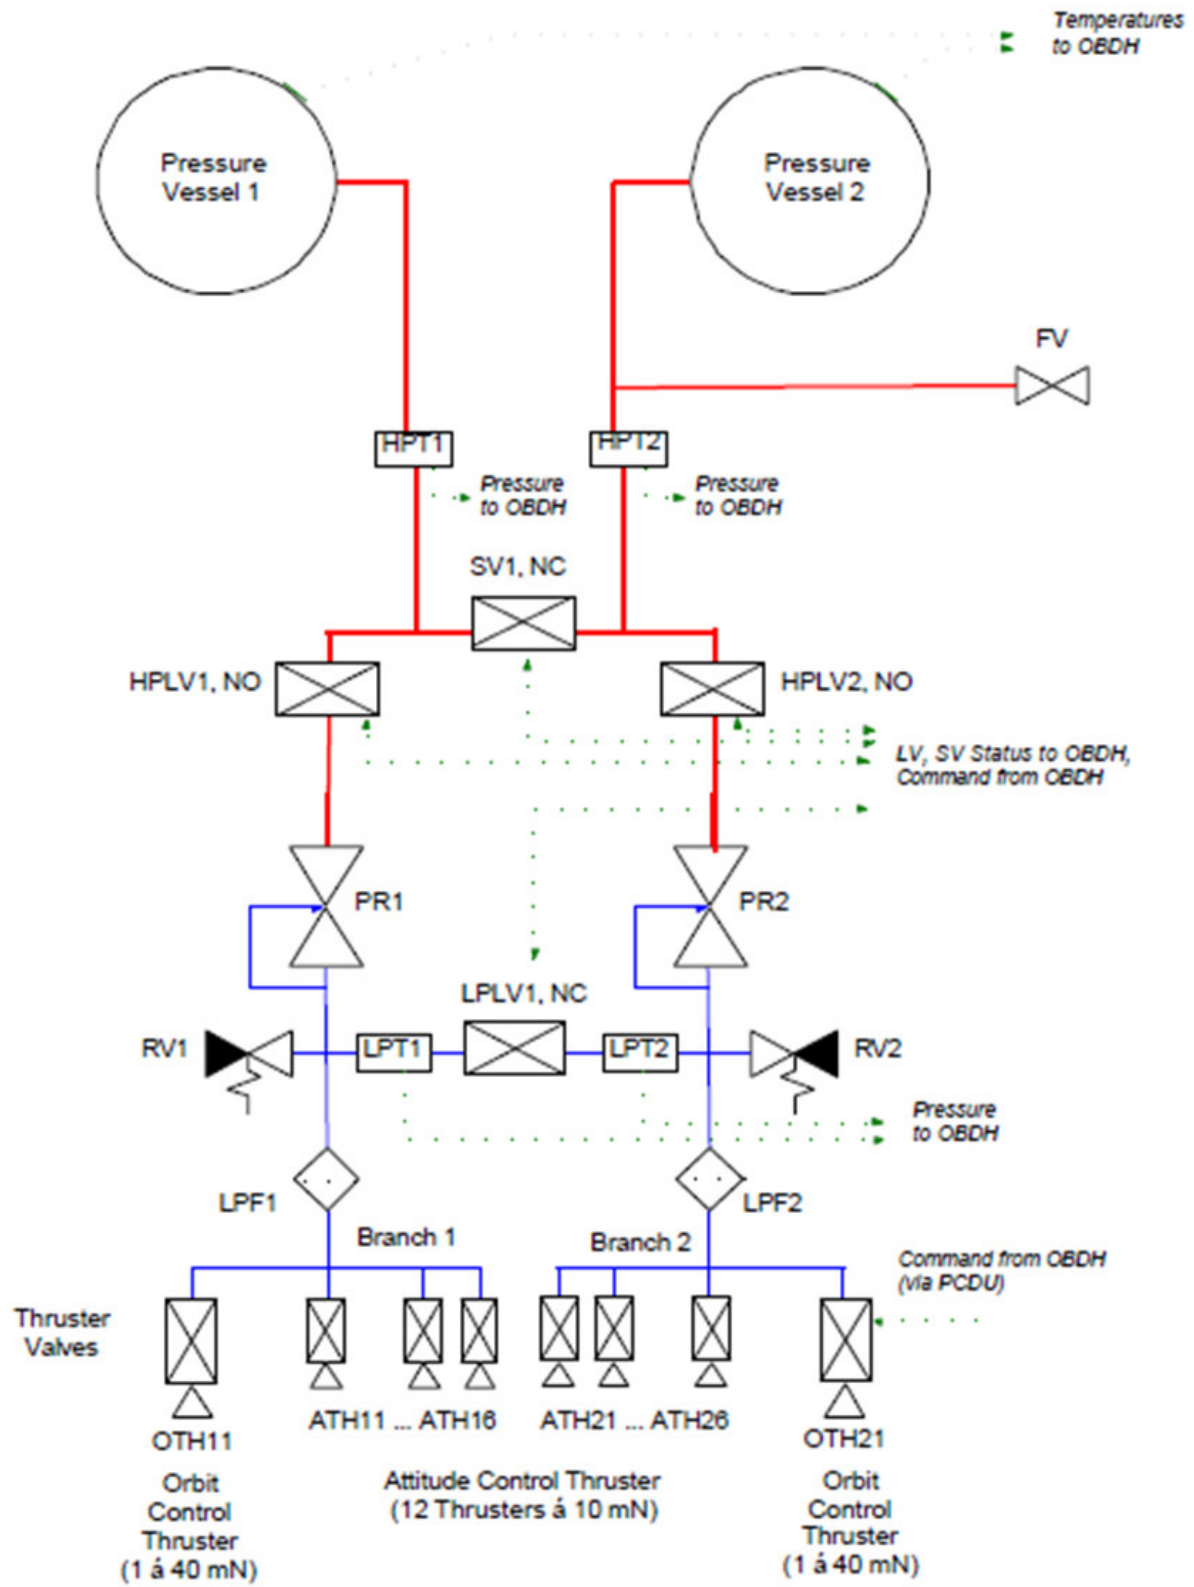 Temperatures
to OBDH
Pressure
Vessel 1
Pressure
Vessel 2
FV
HPT1
HPT2
Pressure
to OBDH
Pressure
to OBDH
SV1, NC
HPLV1, NO
HPLV2, NO
LV, SV Status to OBDH,
Command from OBDH
PR1
PR2
LPLV1, NC
RV1
LPT1
LPT2
RV2
Pressure
to OBDH
LPF1
LPF2
Branch 1
Branch 2
Command from OBDH
(via PCDU)
Thruster
Valves
ATH11 ... ATH16
ATH21 ... ATH26
OTH11
OTH21
Orbit
Control
Thruster
(1 á 40 mN)
Attitude Control Thruster
(12 Thrusters á 10 mN)
Orbit
Control
Thruster
(1 á 40 mN)